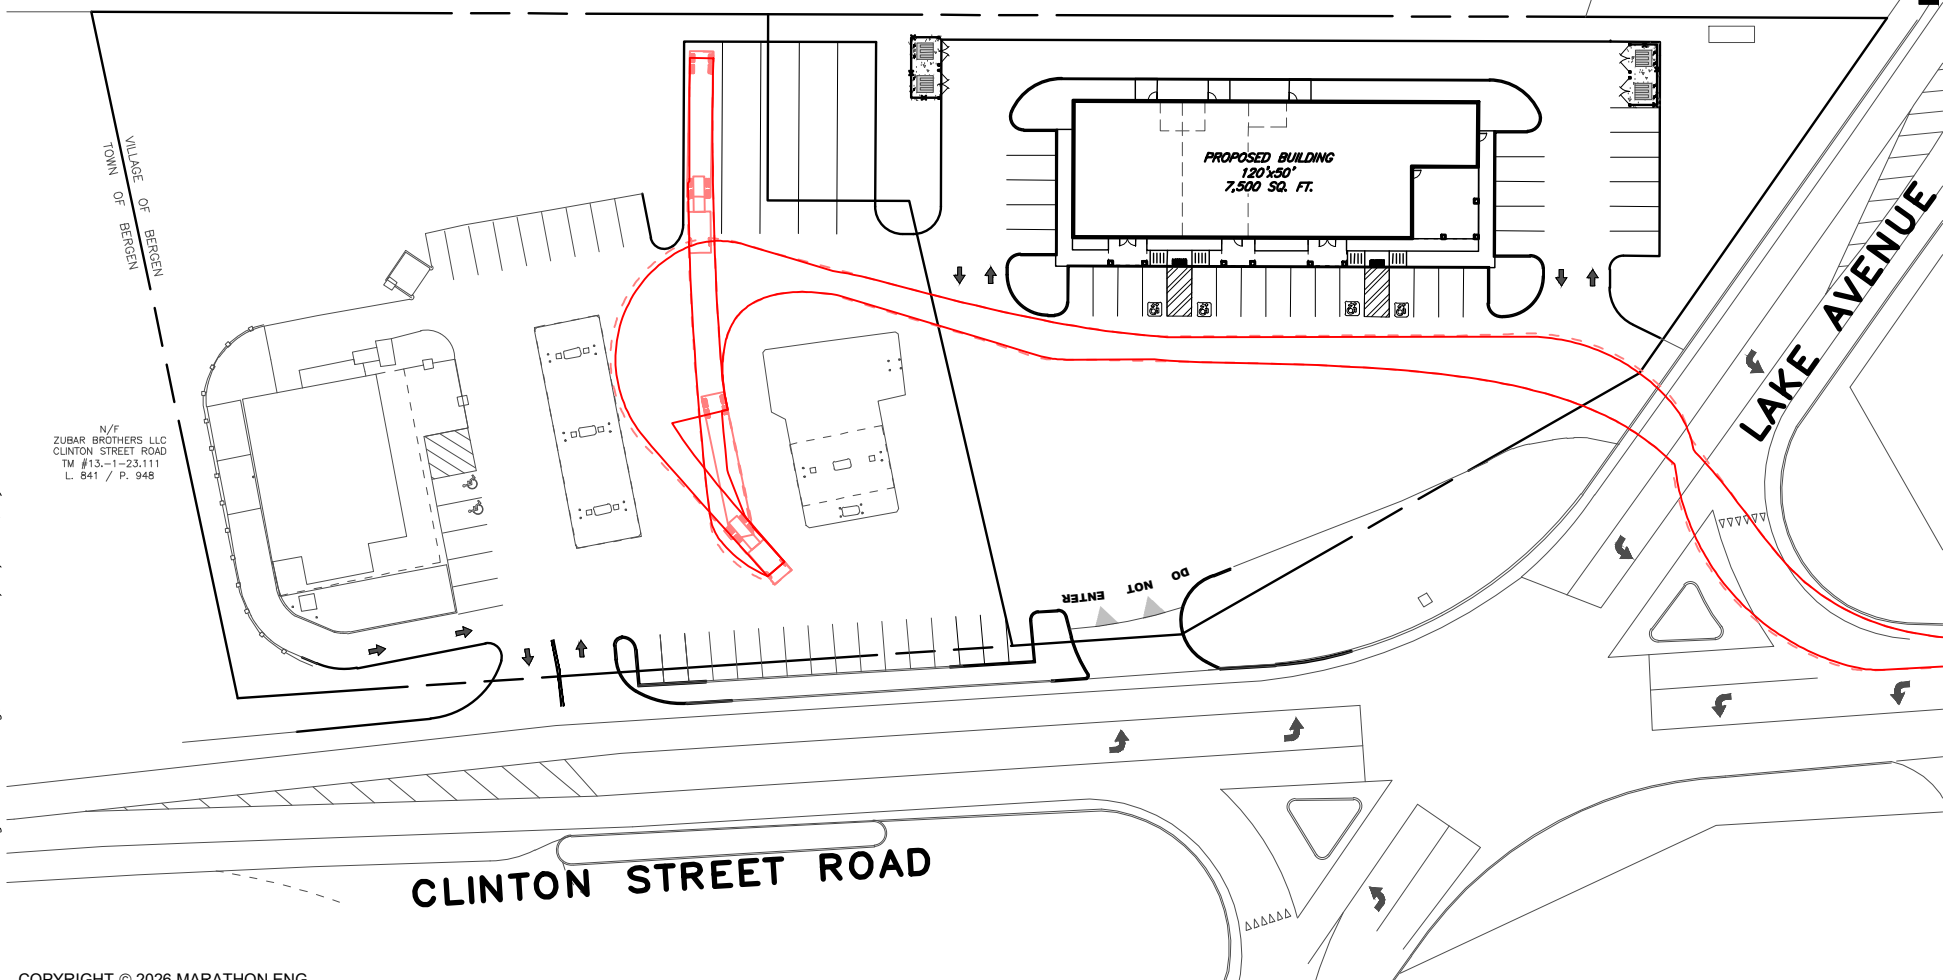 VILLAGE OF BERGEN
TOWN OF BERGEN
PROPOSED BUILDING
120'x50'
7,500 SQ. FT.
LAKE AVENUE
N/F
ZUBAR BROTHERS LLC
CLINTON STREET ROAD
TM #13.-1-23.111
L. 841 / P. 948
DO NOT ENTER
CLINTON STREET ROAD
COPYRIGHT © 2026 MARATHON ENG.